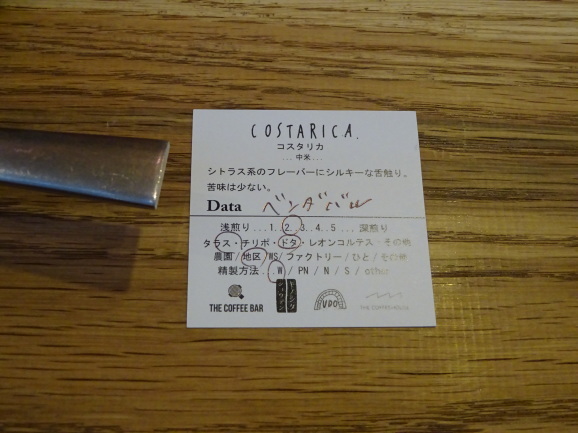 COSTARICA.
コスタリカ
...中米...
シトラス系のフレーバーにシルキーな舌触り。
苦味は少ない。
Data ベンダバル
浅煎り...1..2..3..4..5...深煎り
タラス・チリポ・ドタ・レオンコルテス・その他
農園/地区/WS/ファクトリー/ひと/その他
精製方法..W/PN/N/S/other
THE COFFEE BAR
VDO
THE COFFEE HOUSE